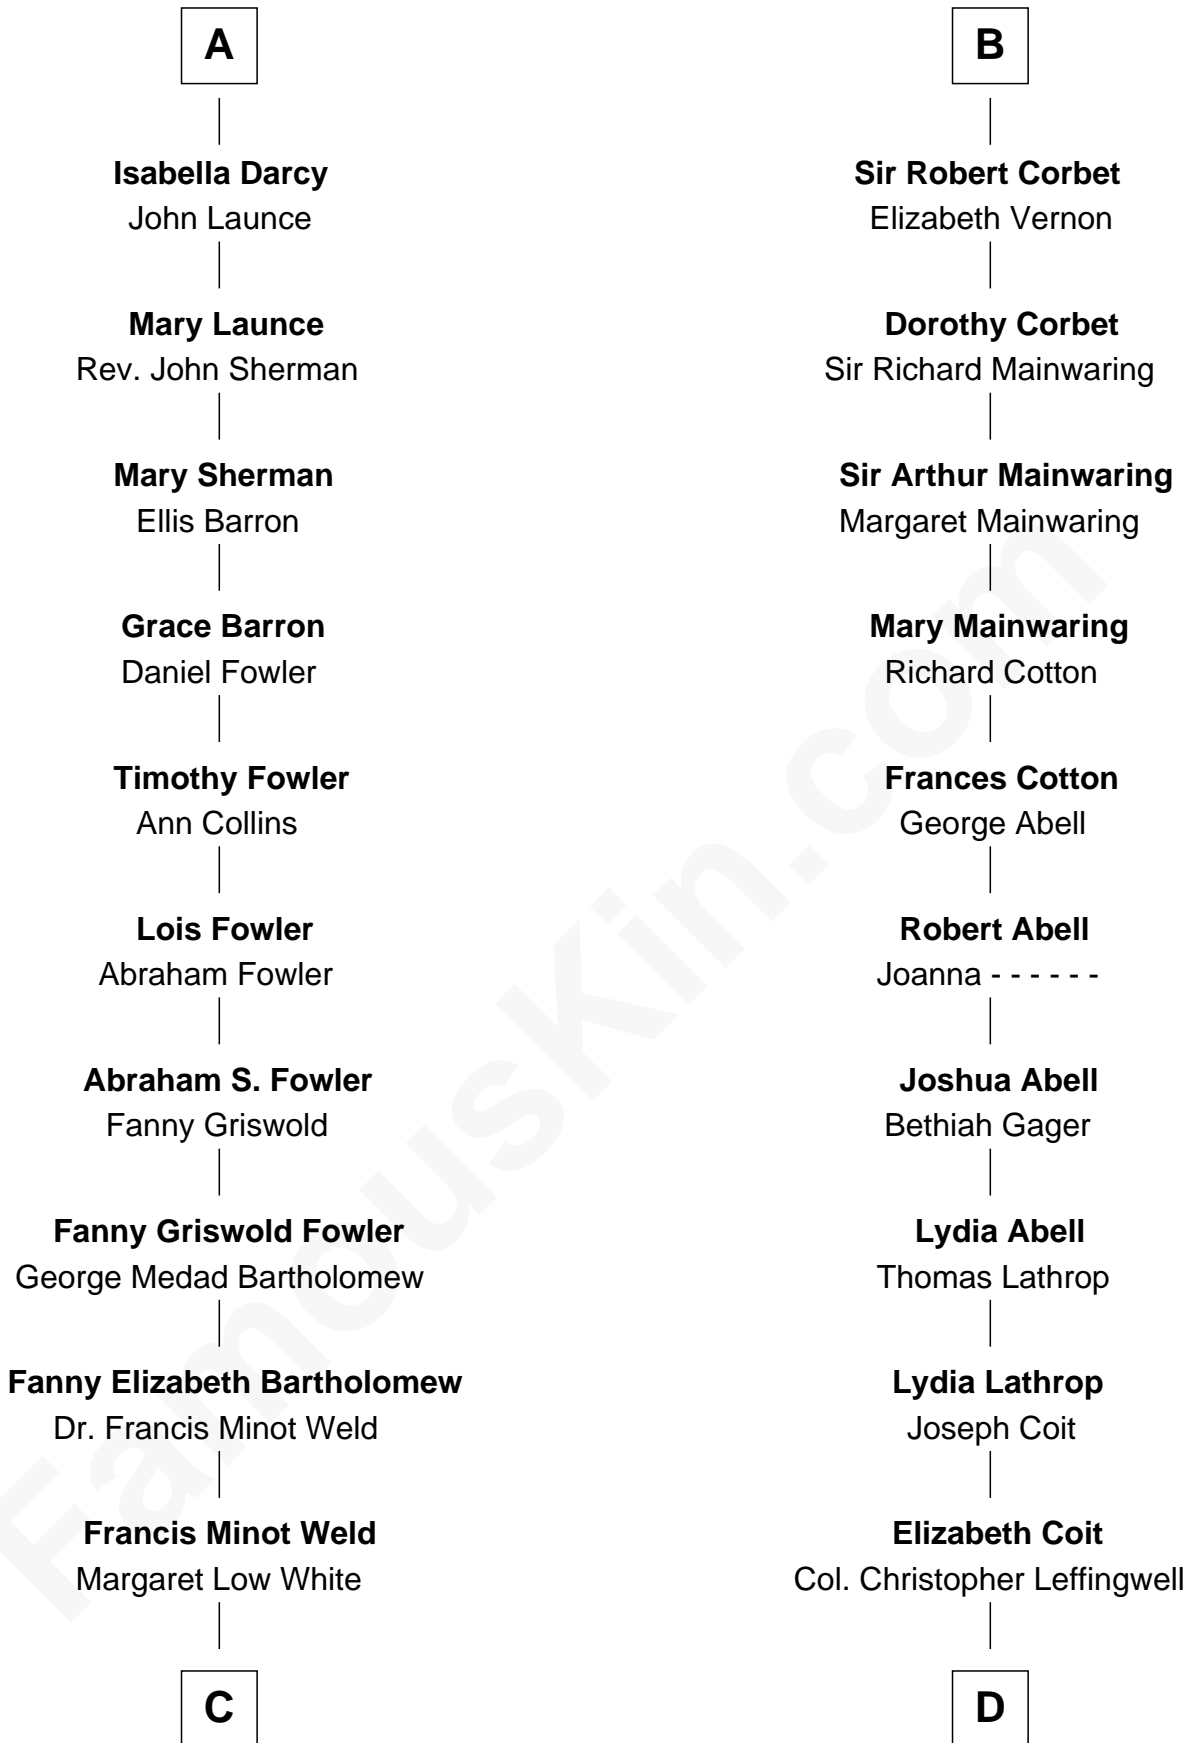 A
Isabella Darcy
John Launce
Mary Launce
Rev. John Sherman
Mary Sherman
Ellis Barron
Grace Barron
Daniel Fowler
Timothy Fowler
Ann Collins
Lois Fowler
Abraham Fowler
Abraham S. Fowler
Fanny Griswold
Fanny Griswold Fowler
George Medad Bartholomew
Fanny Elizabeth Bartholomew
Dr. Francis Minot Weld
Francis Minot Weld
Margaret Low White
C
B
Sir Robert Corbet
Elizabeth Vernon
Dorothy Corbet
Sir Richard Mainwaring
Sir Arthur Mainwaring
Margaret Mainwaring
Mary Mainwaring
Richard Cotton
Frances Cotton
George Abell
Robert Abell
Joanna - - - - - -
Joshua Abell
Bethiah Gager
Lydia Abell
Thomas Lathrop
Lydia Lathrop
Joseph Coit
Elizabeth Coit
Col. Christopher Leffingwell
D
FamousKin.com